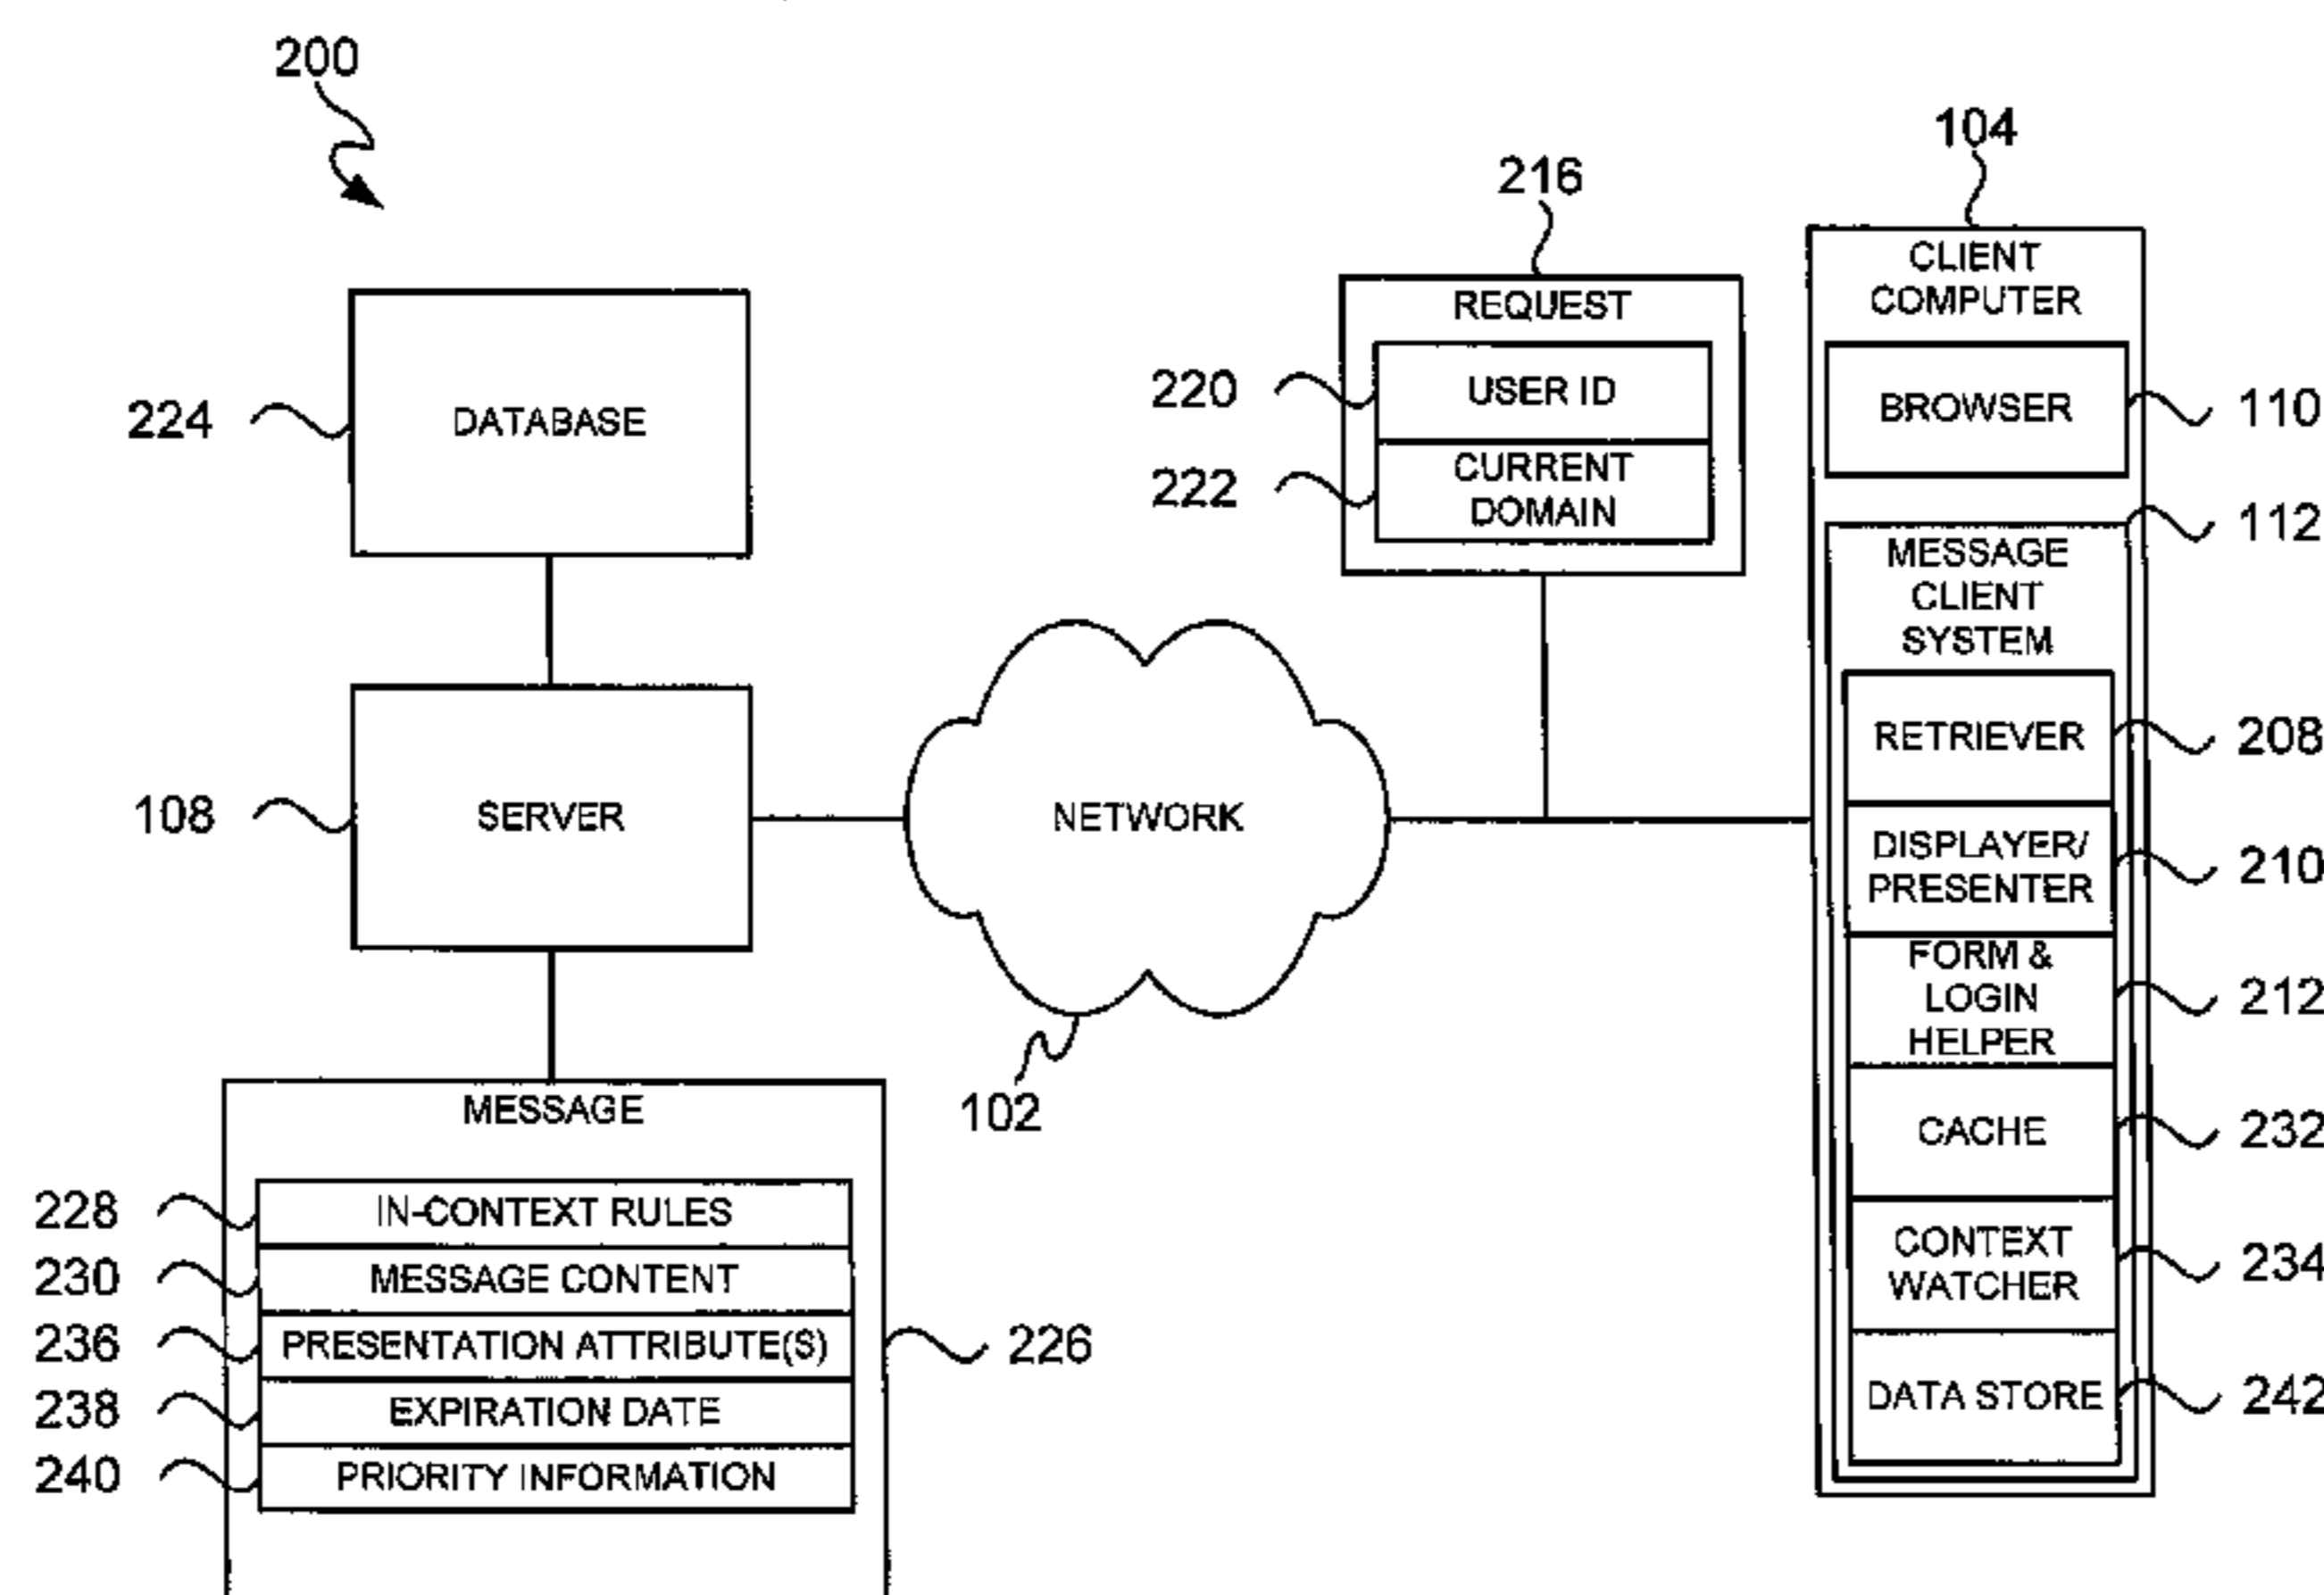 200
104
216
CLIENT
COMPUTER
REQUEST
220
USER ID
BROWSER
110
224
DATABASE
222
CURRENT
DOMAIN
112
MESSAGE
CLIENT
SYSTEM
RETRIEVER
208
108
SERVER
NETWORK
DISPLAYER/
PRESENTER
210
FORM &
LOGIN
HELPER
212
102
MESSAGE
CACHE
232
228
IN-CONTEXT RULES
230
MESSAGE CONTENT
CONTEXT
WATCHER
234
236
PRESENTATION ATTRIBUTE(S)
226
238
EXPIRATION DATE
DATA STORE
242
240
PRIORITY INFORMATION